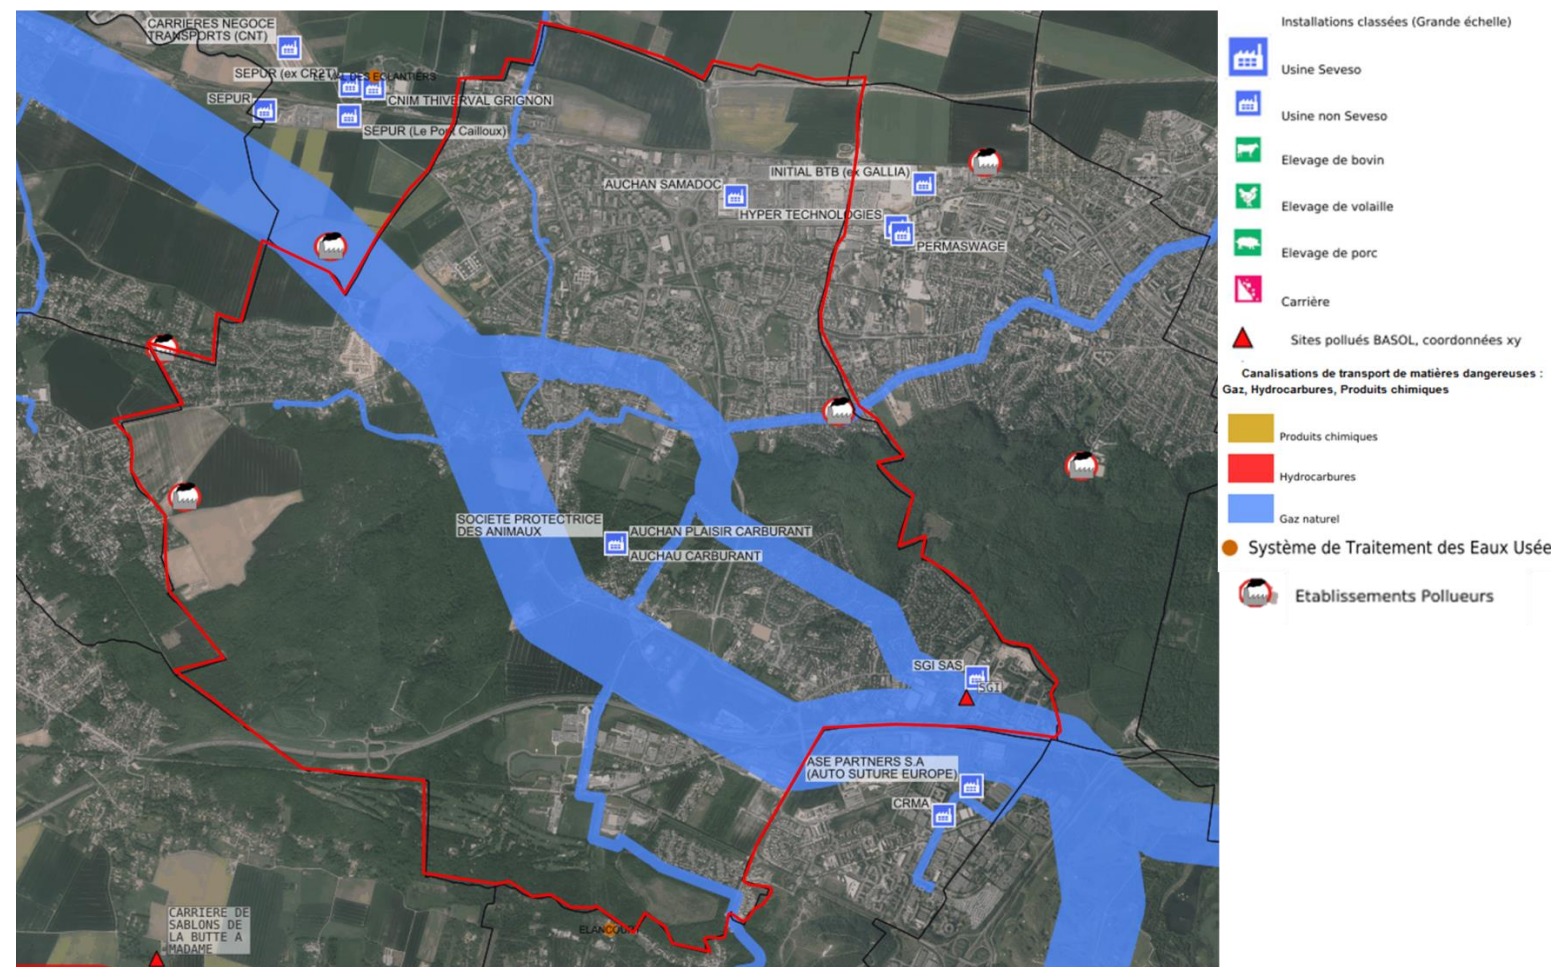 CARRIERES NEGOCE
TRANSPORTS (CNT)
SEPUR (ex CR2T)
DES EGLANTIERS
SEPUR
CNIM THIVERVAL GRIGNON
SEPUR (Le Pont Cailloux)
INITIAL BTB (ex GALLIA)
AUCHAN SAMADOC
HYPER TECHNOLOGIES
PERMASWAGE
SOCIETE PROTECTRICE
DES ANIMAUX
AUCHAN PLAISIR CARBURANT
AUCHAU CARBURANT
SGI SAS
SGI
ASE PARTNERS S.A
(AUTO SUTURE EUROPE)
CRMA
CARRIERE DE
SABLONS DE
LA BUTTE A
MADAME
ELANCOURT
Installations classées (Grande échelle)
Usine Seveso
Usine non Seveso
Elevage de bovin
Elevage de volaille
Elevage de porc
Carrière
Sites pollués BASOL, coordonnées xy
Canalisations de transport de matières dangereuses :
Gaz, Hydrocarbures, Produits chimiques
Produits chimiques
Hydrocarbures
Gaz naturel
Système de Traitement des Eaux Usée
Etablissements Pollueurs